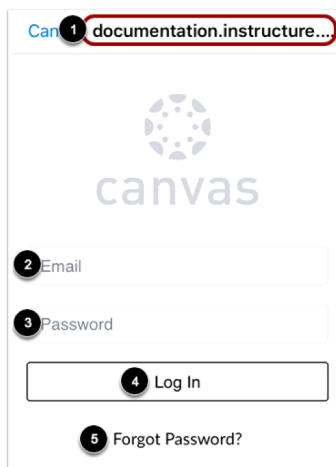 Can 1 documentation.instructure....
canvas
2 Email
3 Password
4 Log In
5 Forgot Password?